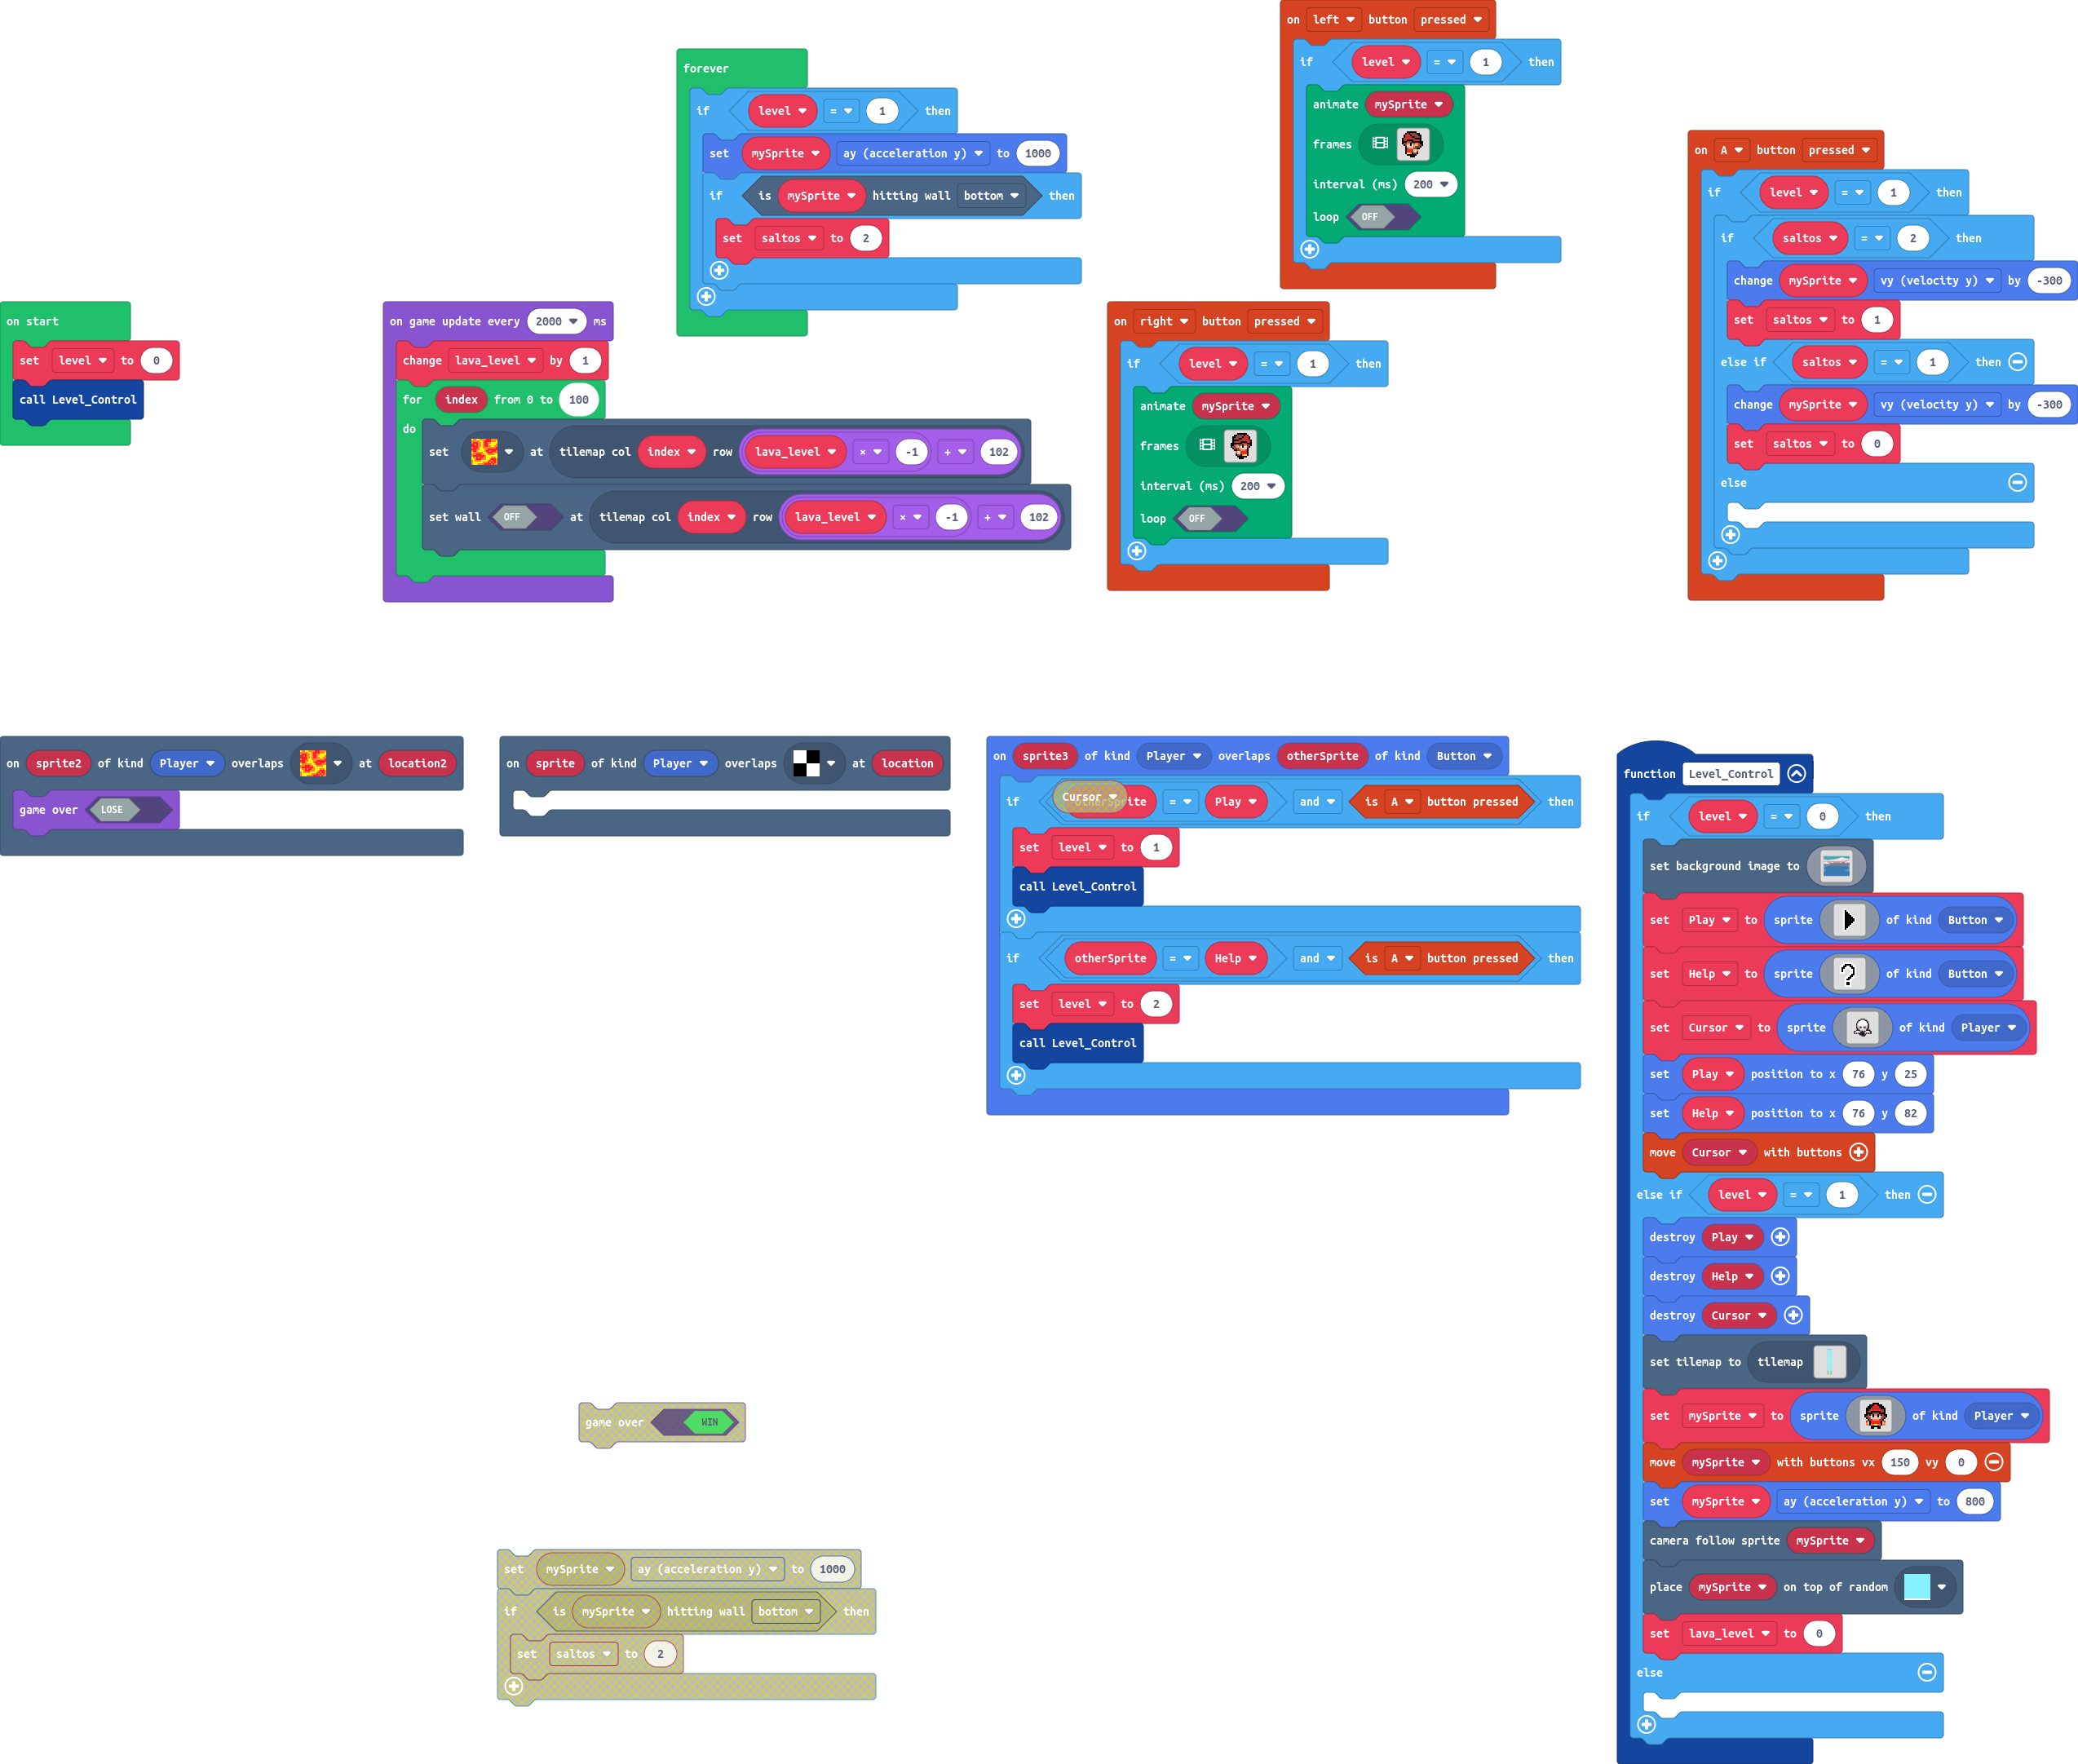 on start
set level to 0
call Level_Control
on game update every 2000 ms
change lava_level by 1
for index from 0 to 100
do
set at tilemap col index row lava_level × -1 + 102
set wall OFF at tilemap col index row lava_level × -1 + 102
forever
if level = 1 then
set mySprite ay (acceleration y) to 1000
if is mySprite hitting wall bottom then
set saltos to 2
on left button pressed
if level = 1 then
animate mySprite
frames
interval (ms) 200
loop OFF
on right button pressed
if level = 1 then
animate mySprite
frames
interval (ms) 200
loop OFF
on A button pressed
if level = 1 then
if saltos = 2 then
change mySprite vy (velocity y) by -300
set saltos to 1
else if saltos = 1 then
change mySprite vy (velocity y) by -300
set saltos to 0
else
on sprite2 of kind Player overlaps at location2
game over LOSE
on sprite of kind Player overlaps at location
on sprite3 of kind Player overlaps otherSprite of kind Button
if otherSprite = Play and is A button pressed then
Cursor
set level to 1
call Level_Control
if otherSprite = Help and is A button pressed then
set level to 2
call Level_Control
function Level_Control
if level = 0 then
set background image to
set Play to sprite of kind Button
set Help to sprite of kind Button
set Cursor to sprite of kind Player
set Play position to x 76 y 25
set Help position to x 76 y 82
move Cursor with buttons
else if level = 1 then
destroy Play
destroy Help
destroy Cursor
set tilemap to tilemap
set mySprite to sprite of kind Player
move mySprite with buttons vx 150 vy 0
set mySprite ay (acceleration y) to 800
camera follow sprite mySprite
place mySprite on top of random
set lava_level to 0
else
game over WIN
set mySprite ay (acceleration y) to 1000
if is mySprite hitting wall bottom then
set saltos to 2